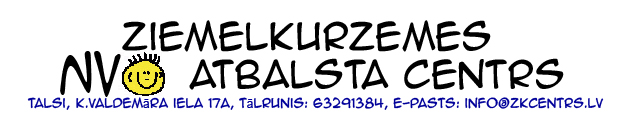 ZIEMELKURZEMES
NVO ATBALSTA CENTRS
TALSI, K.VALDEMāRA IELA 17A, TāLRUNIS: 63291384, E-PASTS: INFO@ZKCENTRS.LV